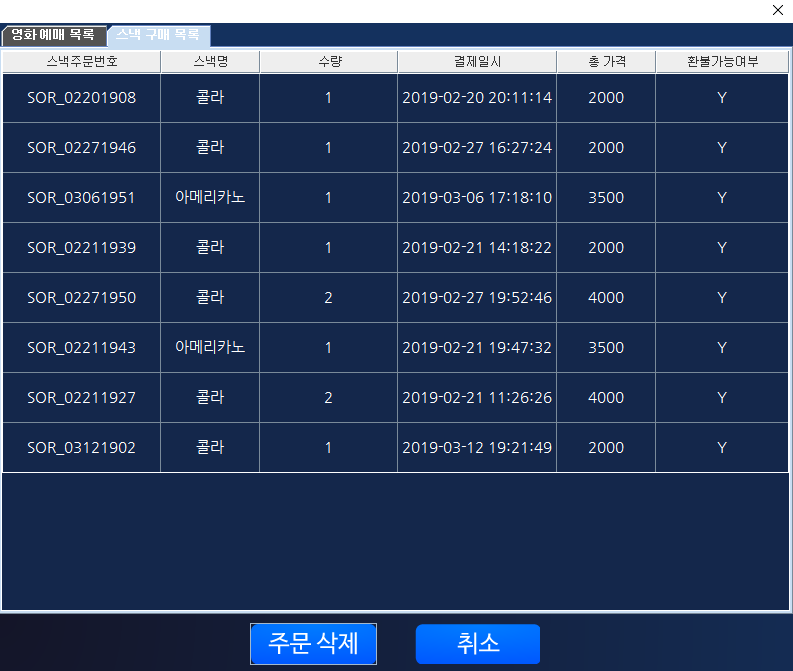 영화 예매 목록 스낵 구매 목록
스낵주문번호 스낵명 수량 결제일시 총 가격 환불가능여부
SOR_02201908 콜라 1 2019-02-20 20:11:14 2000 Y
SOR_02271946 콜라 1 2019-02-27 16:27:24 2000 Y
SOR_03061951 아메리카노 1 2019-03-06 17:18:10 3500 Y
SOR_02211939 콜라 1 2019-02-21 14:18:22 2000 Y
SOR_02271950 콜라 2 2019-02-27 19:52:46 4000 Y
SOR_02211943 아메리카노 1 2019-02-21 19:47:32 3500 Y
SOR_02211927 콜라 2 2019-02-21 11:26:26 4000 Y
SOR_03121902 콜라 1 2019-03-12 19:21:49 2000 Y
주문 삭제 취소